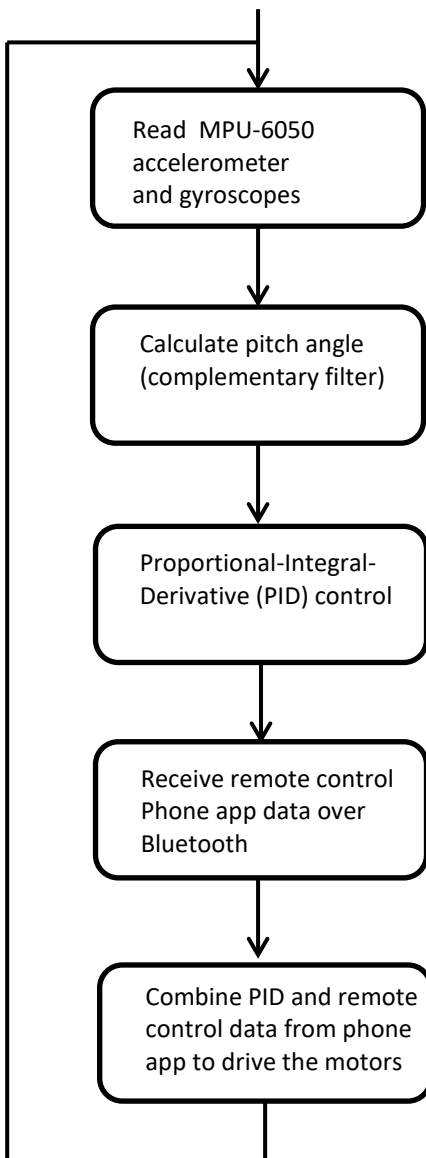 Read  MPU-6050
accelerometer
and gyroscopes
Calculate pitch angle
(complementary filter)
Proportional-Integral-
Derivative (PID) control
Receive remote control
Phone app data over
Bluetooth
Combine PID and remote
control data from phone
app to drive the motors